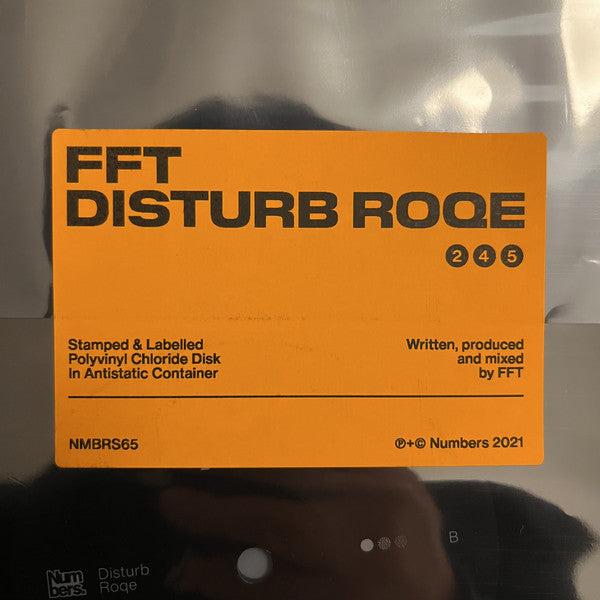 FFT
DISTURB ROQE
2 4 5
Stamped & Labelled
Polyvinyl Chloride Disk
In Antistatic Container
Written, produced
and mixed
by FFT
NMBRS65
℗+© Numbers 2021
B
Num
bers.
Disturb
Roqe